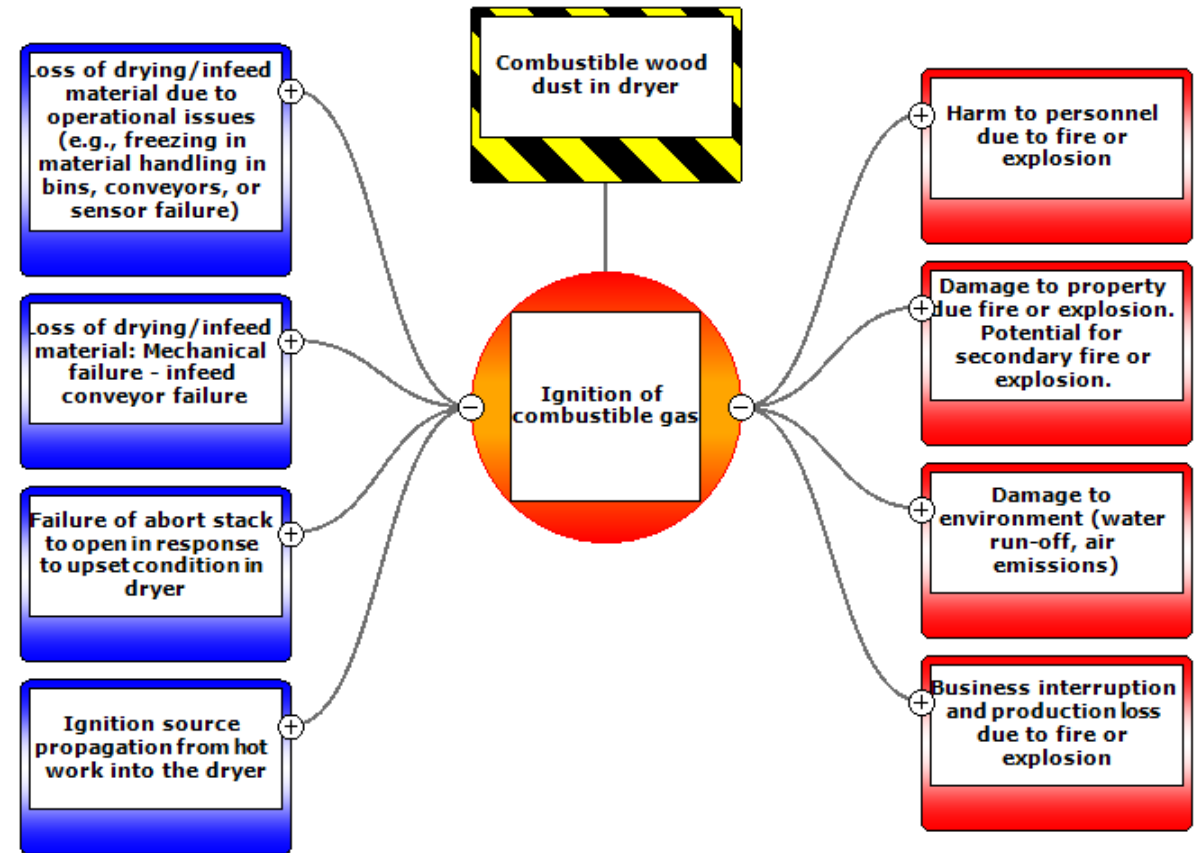 Combustible wood
dust in dryer
Loss of drying/infeed
material due to
operational issues
(e.g., freezing in
material handling in
bins, conveyors, or
sensor failure)
Loss of drying/infeed
material: Mechanical
failure - infeed
conveyor failure
Failure of abort stack
to open in response
to upset condition in
dryer
Ignition source
propagation from hot
work into the dryer
Ignition of
combustible gas
Harm to personnel
due to fire or
explosion
Damage to property
due fire or explosion.
Potential for
secondary fire or
explosion.
Damage to
environment (water
run-off, air
emissions)
Business interruption
and production loss
due to fire or
explosion